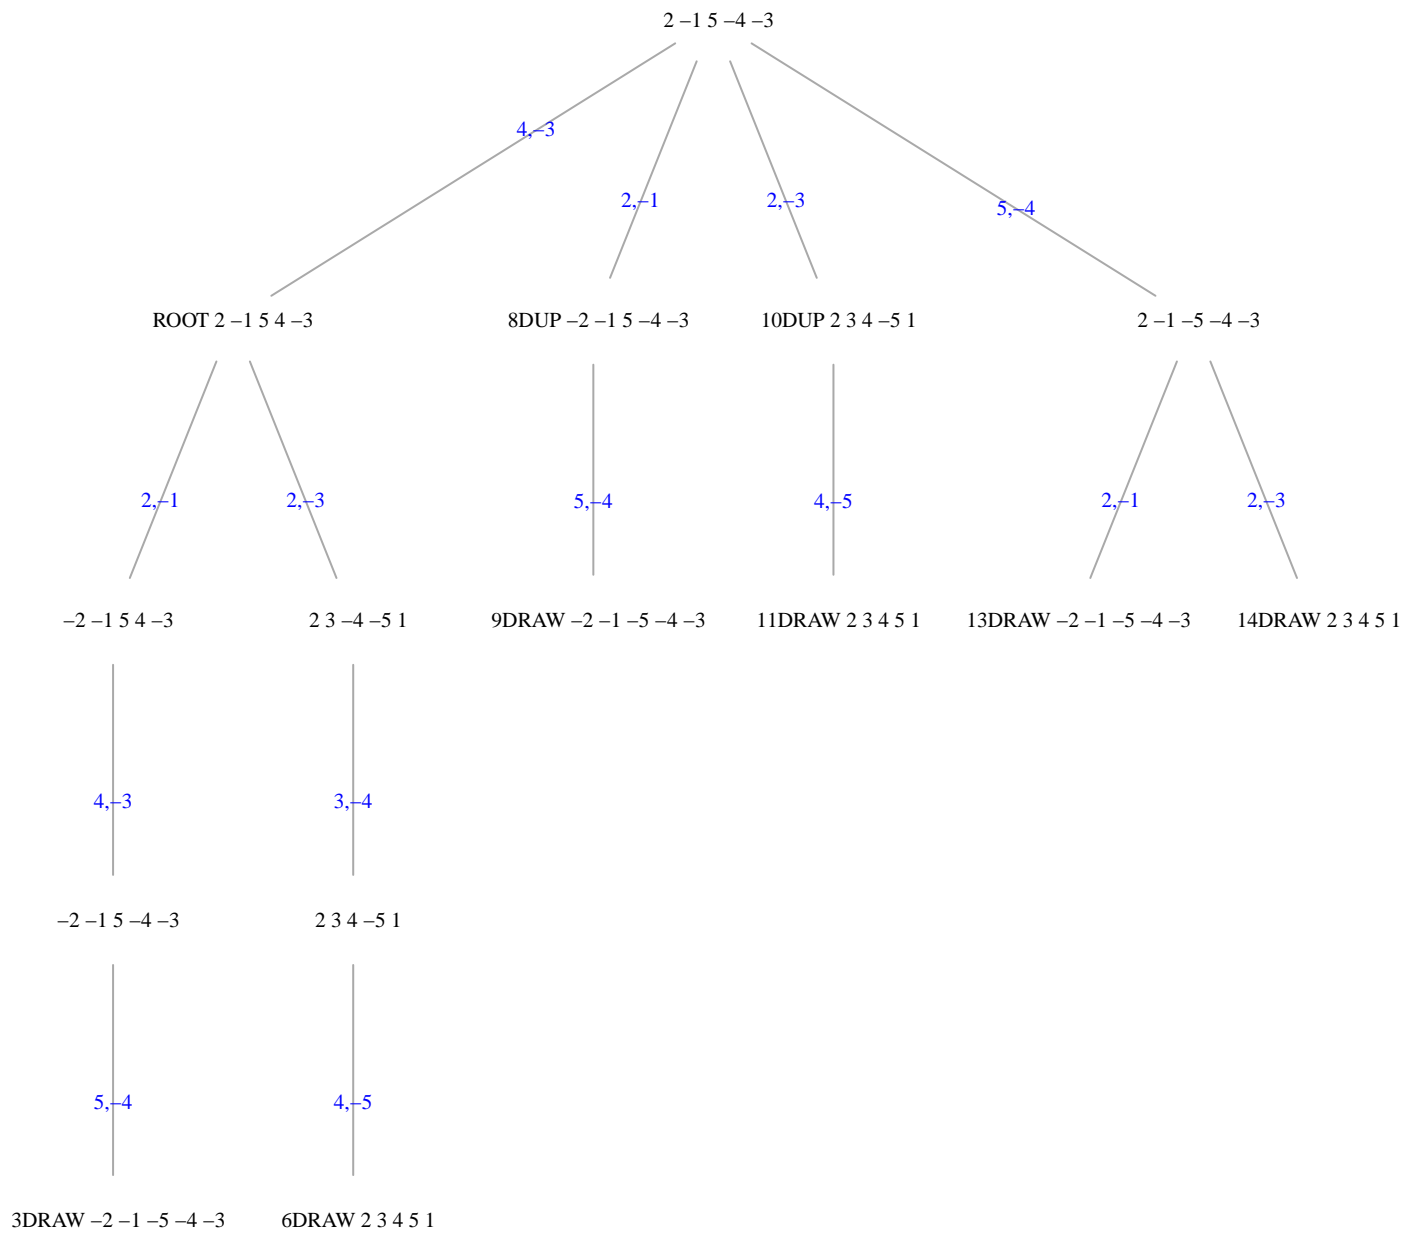 2 –1 5 –4 –3
4,–3
2,–1
2,–3
5,–4
ROOT 2 –1 5 4 –3
8DUP –2 –1 5 –4 –3
10DUP 2 3 4 –5 1
2 –1 –5 –4 –3
2,–1
2,–3
5,–4
4,–5
2,–1
2,–3
–2 –1 5 4 –3
2 3 –4 –5 1
9DRAW –2 –1 –5 –4 –3
11DRAW 2 3 4 5 1
13DRAW –2 –1 –5 –4 –3
14DRAW 2 3 4 5 1
4,–3
3,–4
–2 –1 5 –4 –3
2 3 4 –5 1
5,–4
4,–5
3DRAW –2 –1 –5 –4 –3
6DRAW 2 3 4 5 1